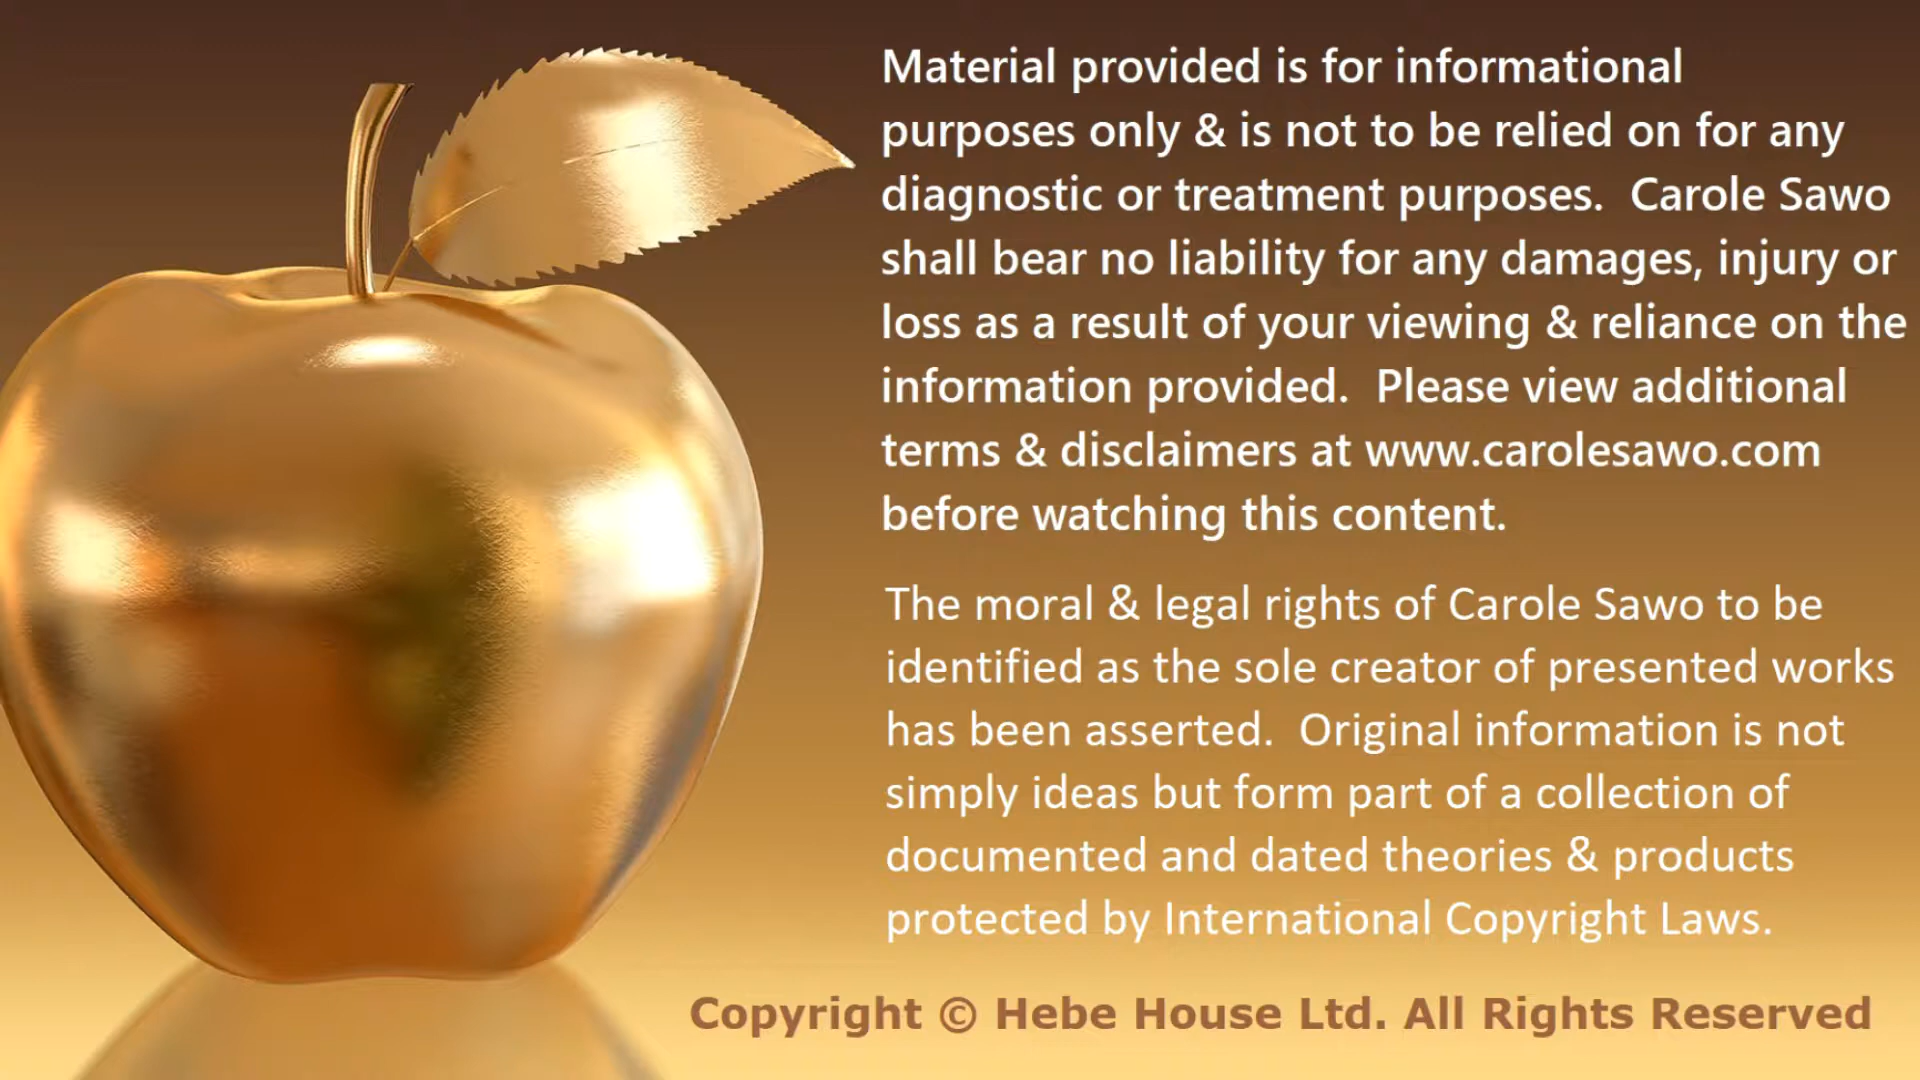 Material provided is for informational
purposes only & is not to be relied on for any
diagnostic or treatment purposes.  Carole Sawo
shall bear no liability for any damages, injury or
loss as a result of your viewing & reliance on the
information provided.  Please view additional
terms & disclaimers at www.carolesawo.com
before watching this content.
The moral & legal rights of Carole Sawo to be
identified as the sole creator of presented works
has been asserted.  Original information is not
simply ideas but form part of a collection of
documented and dated theories & products
protected by International Copyright Laws.
Copyright © Hebe House Ltd. All Rights Reserved